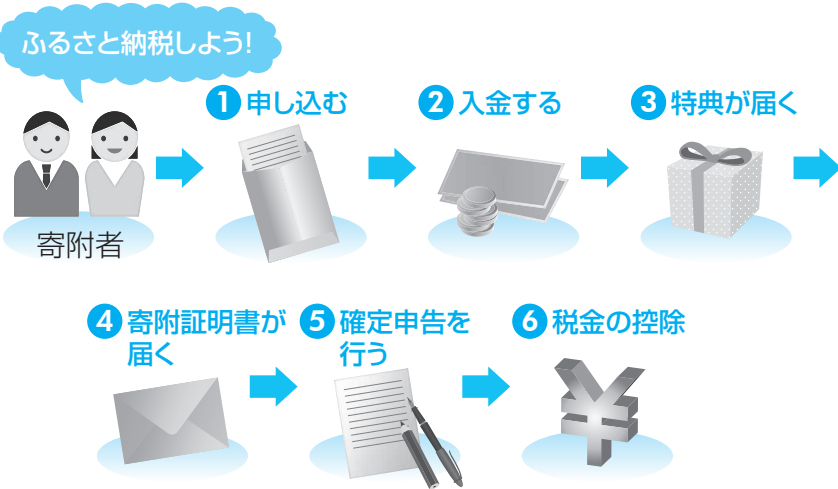 ふるさと納税しよう!
1 申し込む
2 入金する
3 特典が届く
寄附者
4 寄附証明書が
届く
5 確定申告を
行う
6 税金の控除